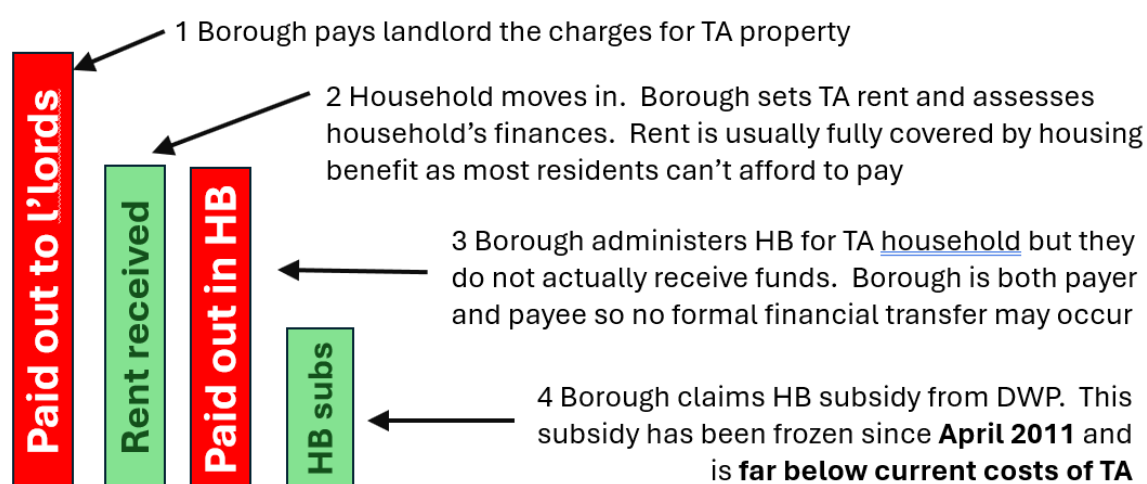 1 Borough pays landlord the charges for TA property
2 Household moves in.  Borough sets TA rent and assesses
household’s finances.  Rent is usually fully covered by housing
benefit as most residents can’t afford to pay
3 Borough administers HB for TA household but they
do not actually receive funds.  Borough is both payer
and payee so no formal financial transfer may occur
4 Borough claims HB subsidy from DWP.  This
subsidy has been frozen since April 2011 and
is far below current costs of TA
Paid out to l’lords
Rent received
Paid out in HB
HB subs